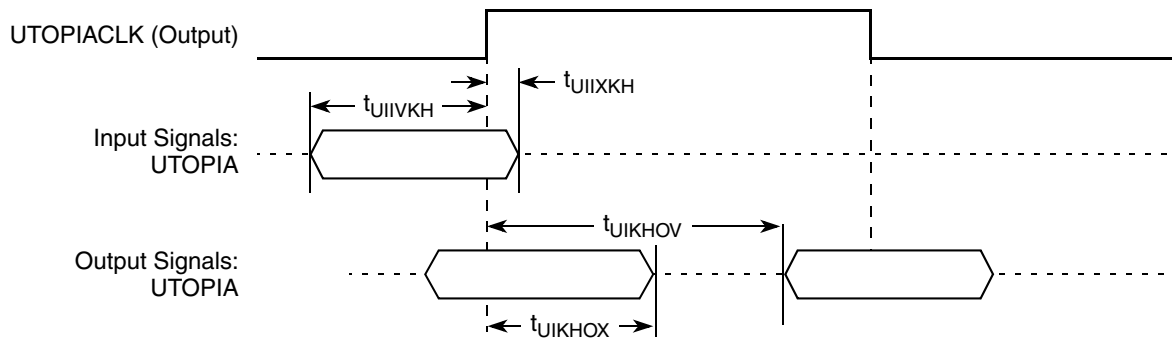 UTOPIACLK (Output)
tUIIXKH
tUIIVKH
Input Signals:
UTOPIA
tUIKHOV
Output Signals:
UTOPIA
tUIKHOX